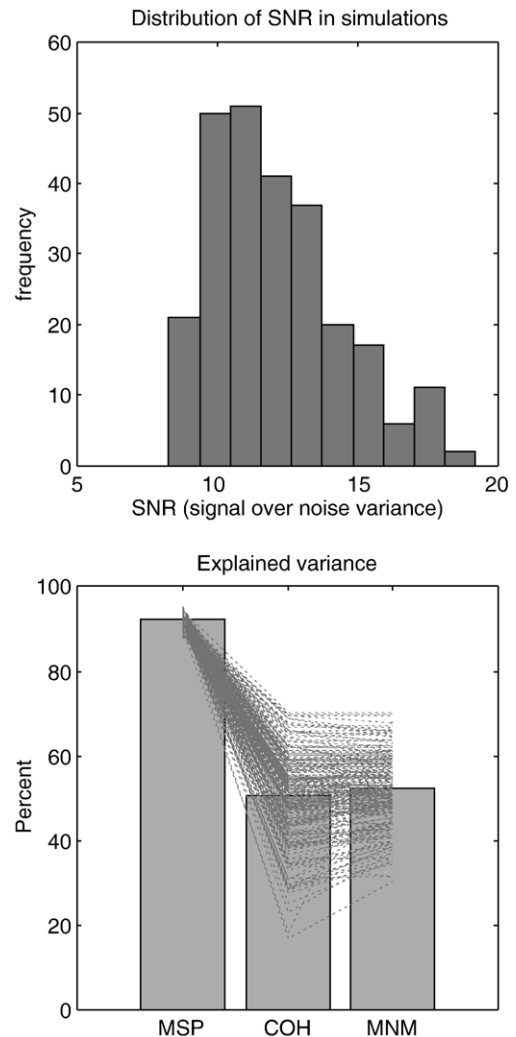 Distribution of SNR in simulations
60
50
40
30
20
10
0
frequency
5 10 15 20
SNR (signal over noise variance)
Explained variance
100
80
60
40
20
0
Percent
MSP COH MNM